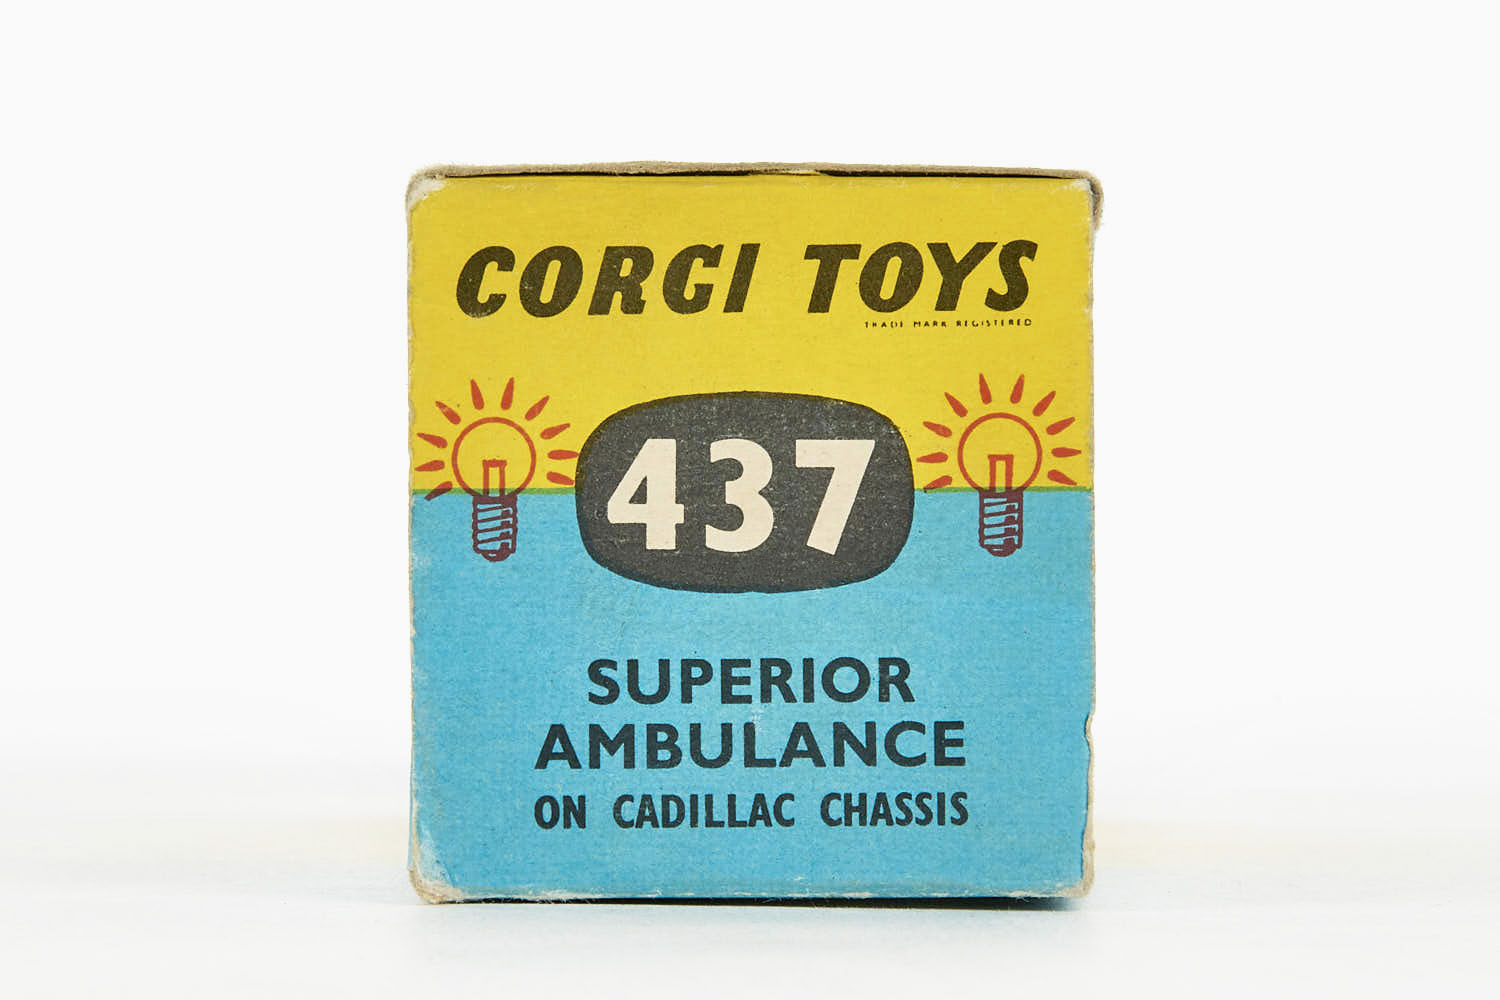 CORGI TOYS
TRADE MARK REGISTERED
437
SUPERIOR
AMBULANCE
ON CADILLAC CHASSIS